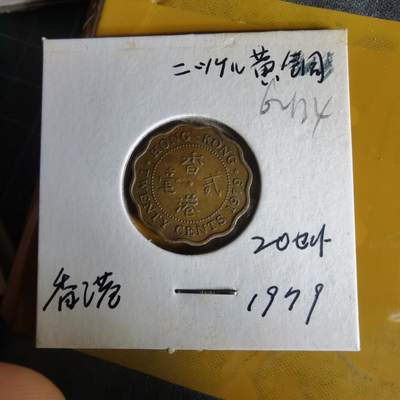 ニッケル黄銅
HONG · KONG · 1979 ·
香港
貳毫
TWENTY CENTS
20セント
香港
1979